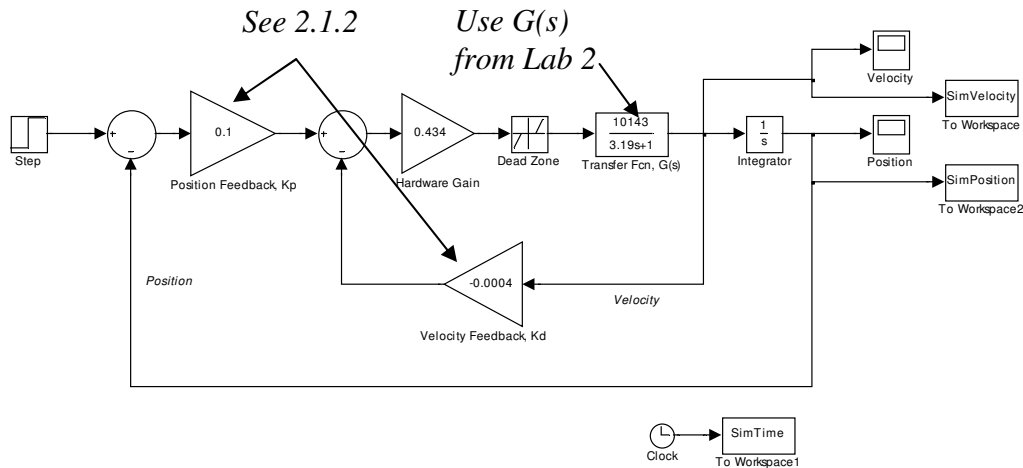 See 2.1.2
Use G(s)
from Lab 2
Velocity
SimVelocity
To Workspace
+
−
0.1
+
−
0.434
10143
3.19s+1
1
s
Step
Dead Zone
Transfer Fcn, G(s)
Integrator
Position
Position Feedback, Kp
Hardware Gain
SimPosition
To Workspace2
Position
-0.0004
Velocity
Velocity Feedback, Kd
SimTime
Clock
To Workspace1